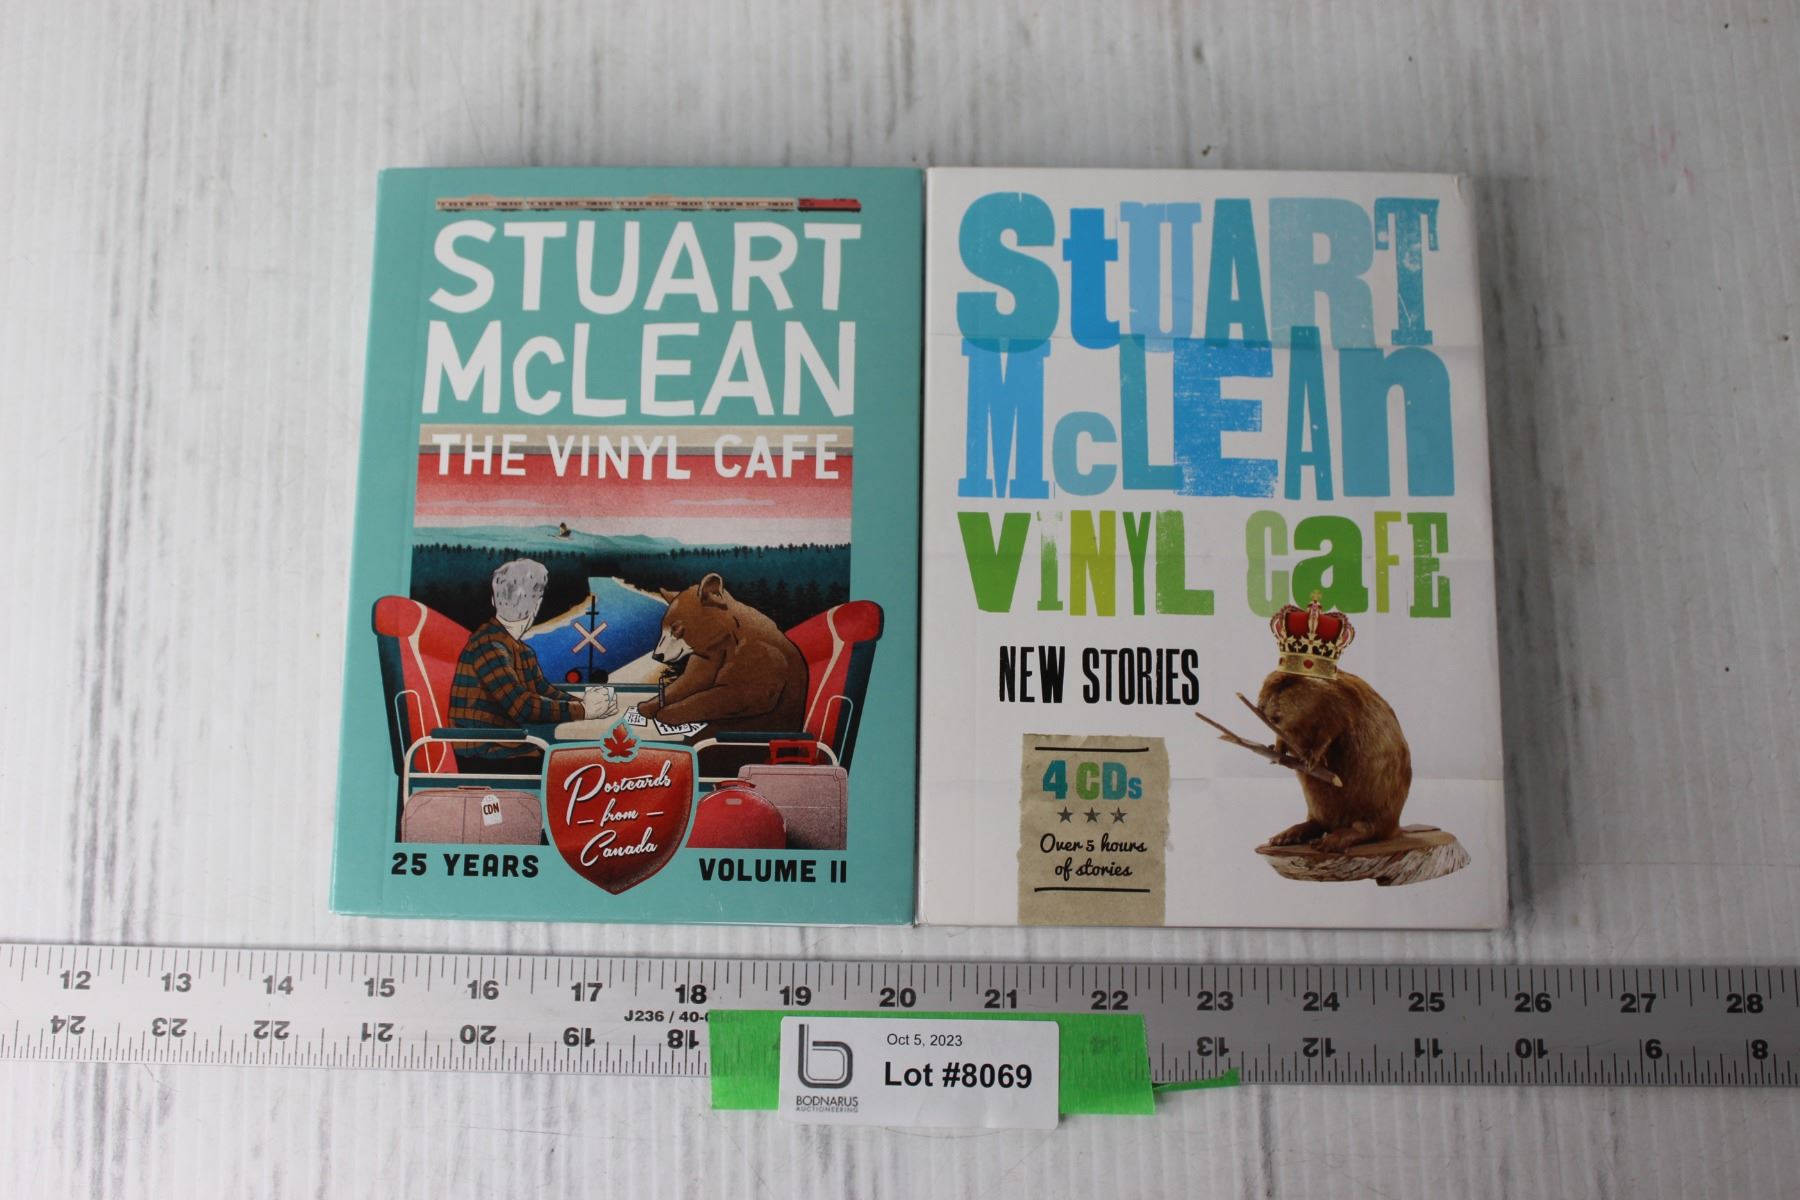 STUART
McLEAN
THE VINYL CAFE
CDN
Postcards
from
Canada
25 YEARS
VOLUME II
StUART
McLEAn
VINYL CaFE
NEW STORIES
4 CDs
Over 5 hours
of stories
12 13 14 15 16 17 18 19 20 21 22 23 24 25 26 27 28
24 23 22 21 20 19 18 13 12 11 10 9 8
J236 / 40-0
b
Oct 5, 2023
Lot #8069
BODNARUS
AUCTIONEERING